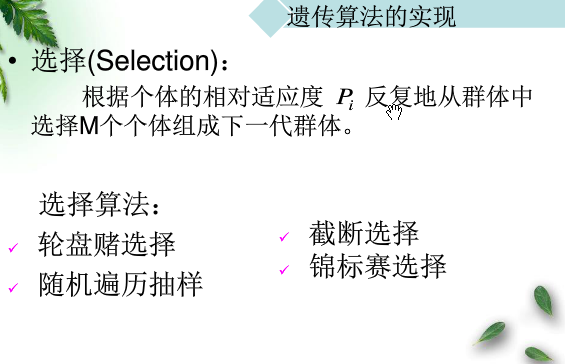 遗传算法的实现
• 选择(Selection)：
根据个体的相对适应度 Pi 反复地从群体中
选择M个个体组成下一代群体。
选择算法：
✓ 轮盘赌选择
✓ 随机遍历抽样
✓ 截断选择
✓ 锦标赛选择